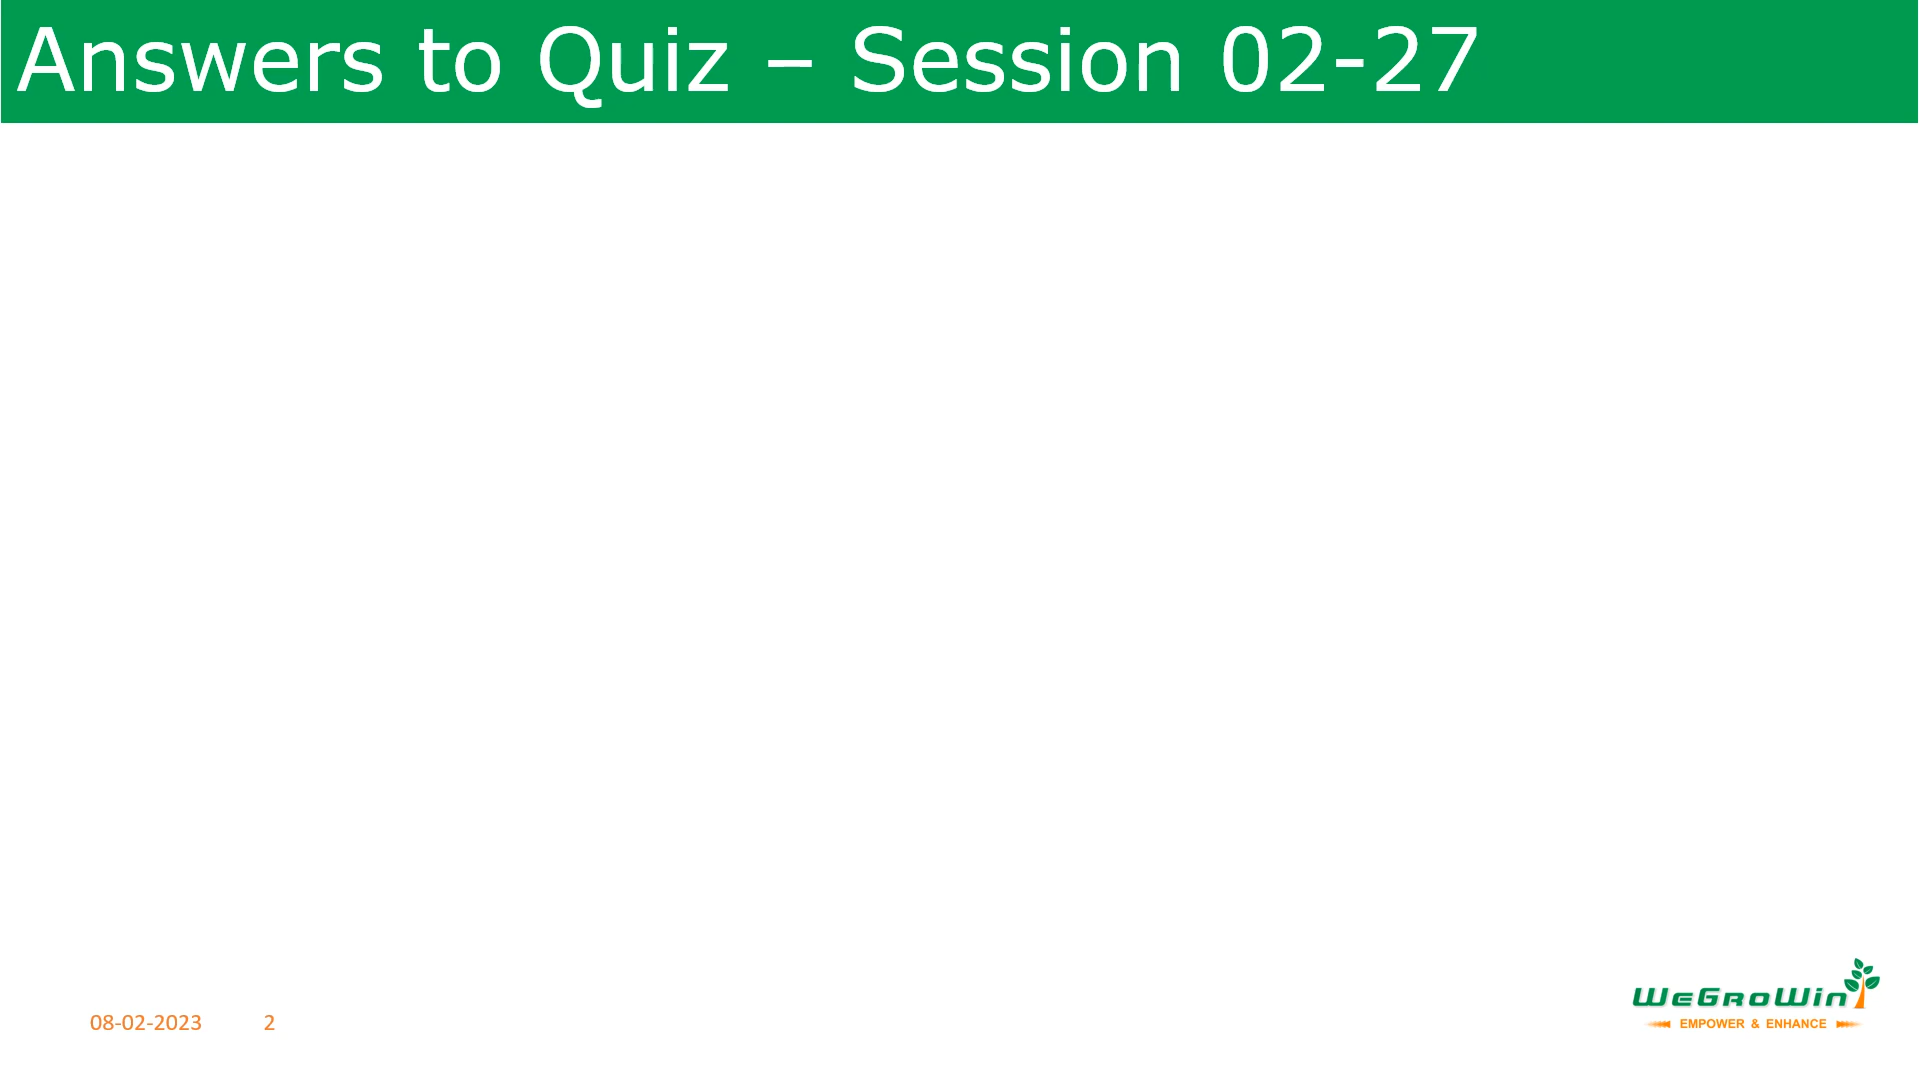 Answers to Quiz – Session 02-27
WeGroWin
EMPOWER & ENHANCE
08-02-2023 2